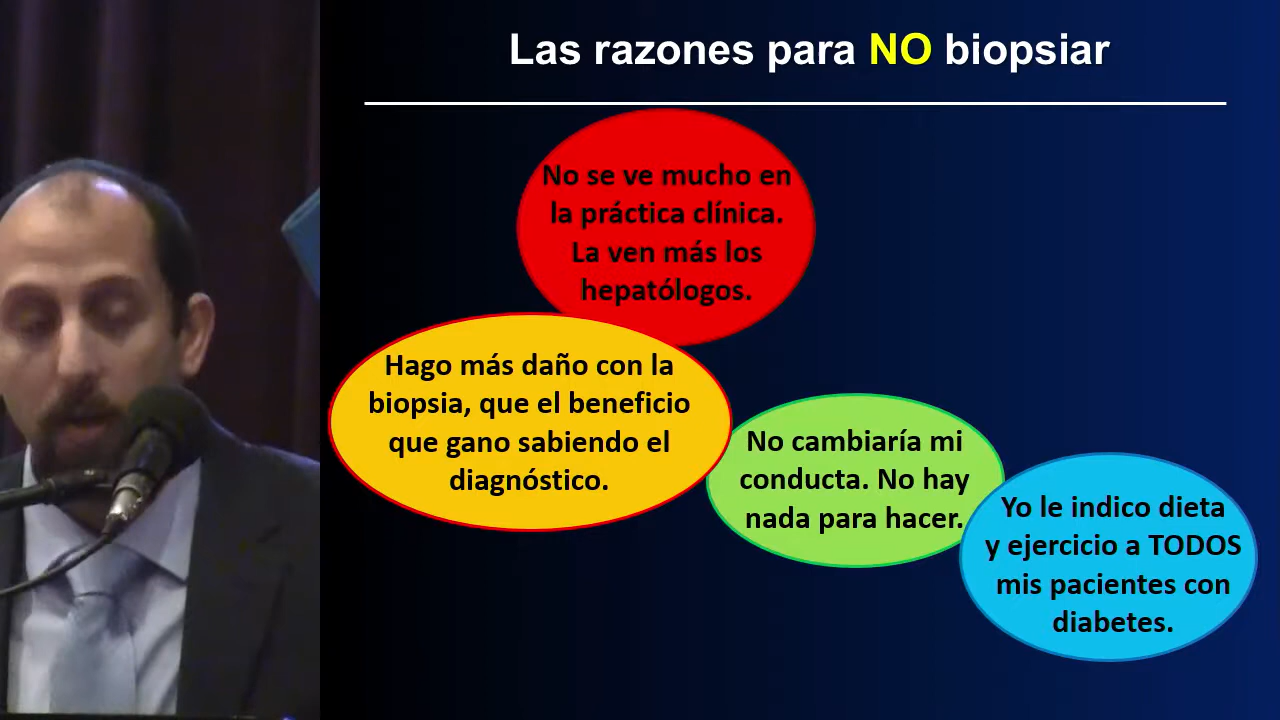 Las razones para NO biopsiar
No se ve mucho en
la práctica clínica.
La ven más los
hepatólogos.
Hago más daño con la
biopsia, que el beneficio
que gano sabiendo el
diagnóstico.
No cambiaría mi
conducta. No hay
nada para hacer.
Yo le indico dieta
y ejercicio a TODOS
mis pacientes con
diabetes.